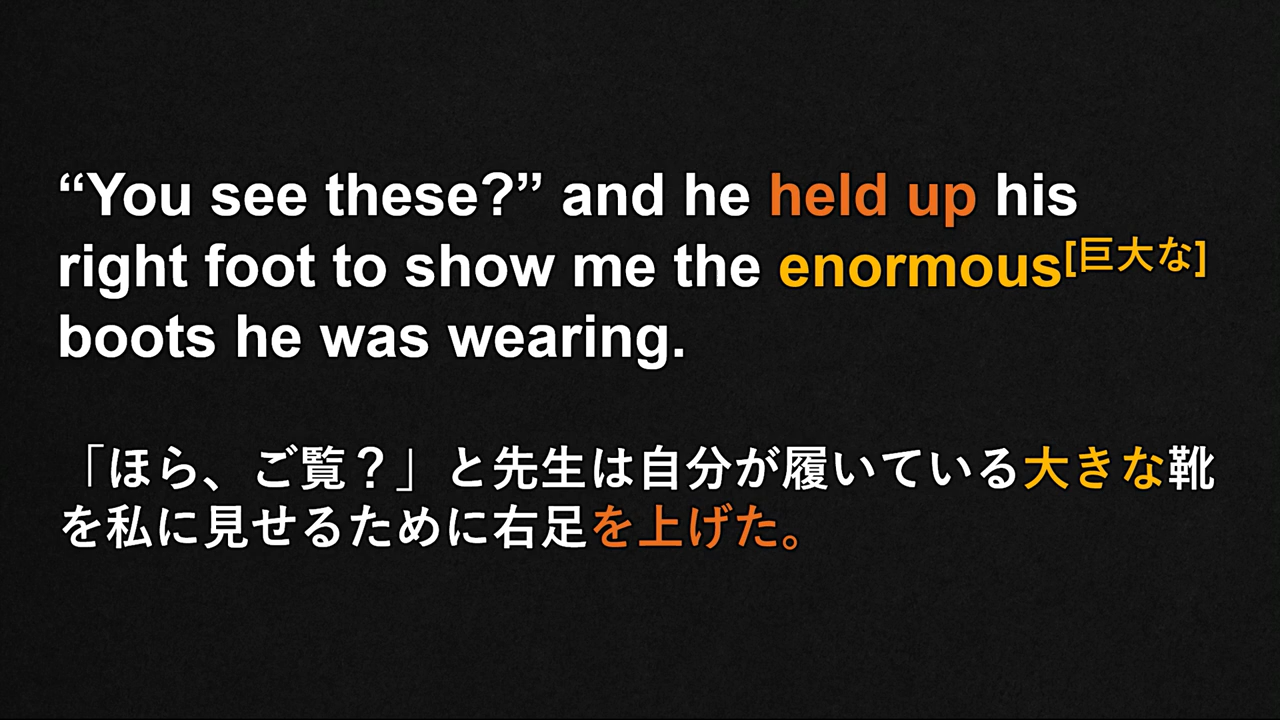 “You see these?” and he held up his
right foot to show me the enormous[巨大な]
boots he was wearing.
「ほら、ご覧？」と先生は自分が履いている大きな靴
を私に見せるために右足を上げた。